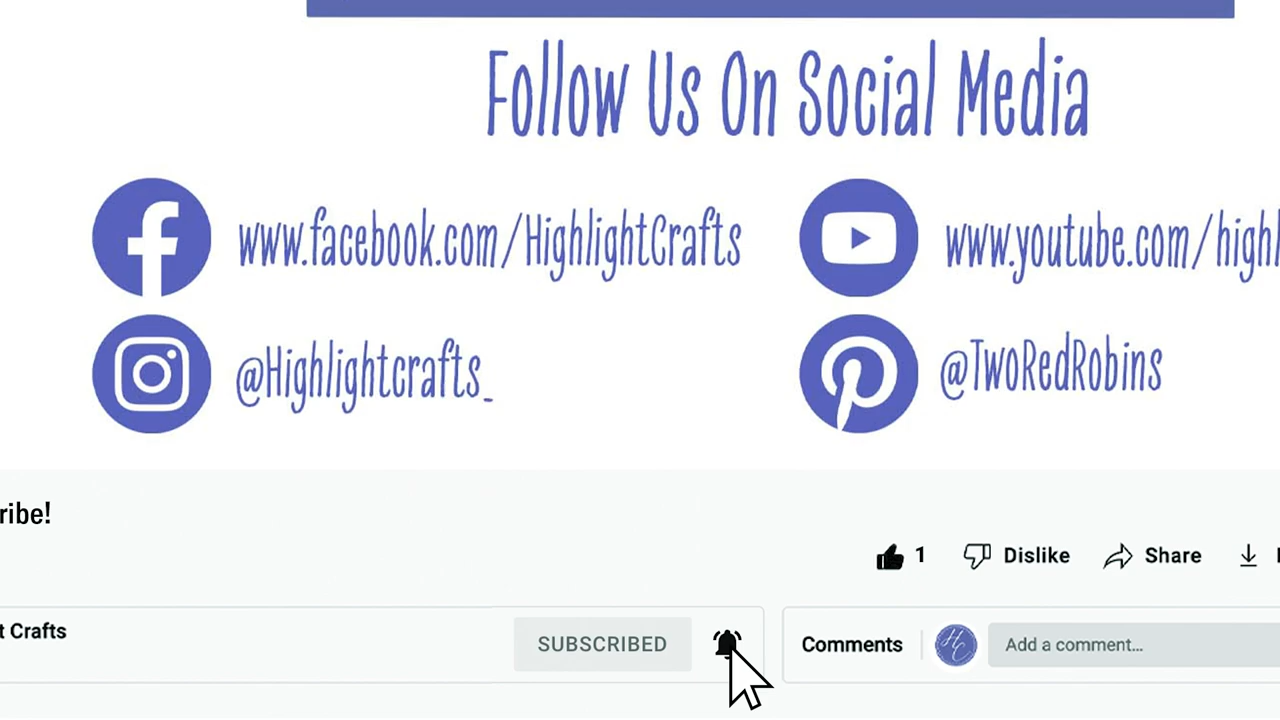 Follow Us On Social Media
www.facebook.com/HighlightCrafts
www.youtube.com/highl
@Highlightcrafts_
@TwoRedRobins
ribe!
1 Dislike Share
t Crafts
SUBSCRIBED
Comments
HC
Add a comment...